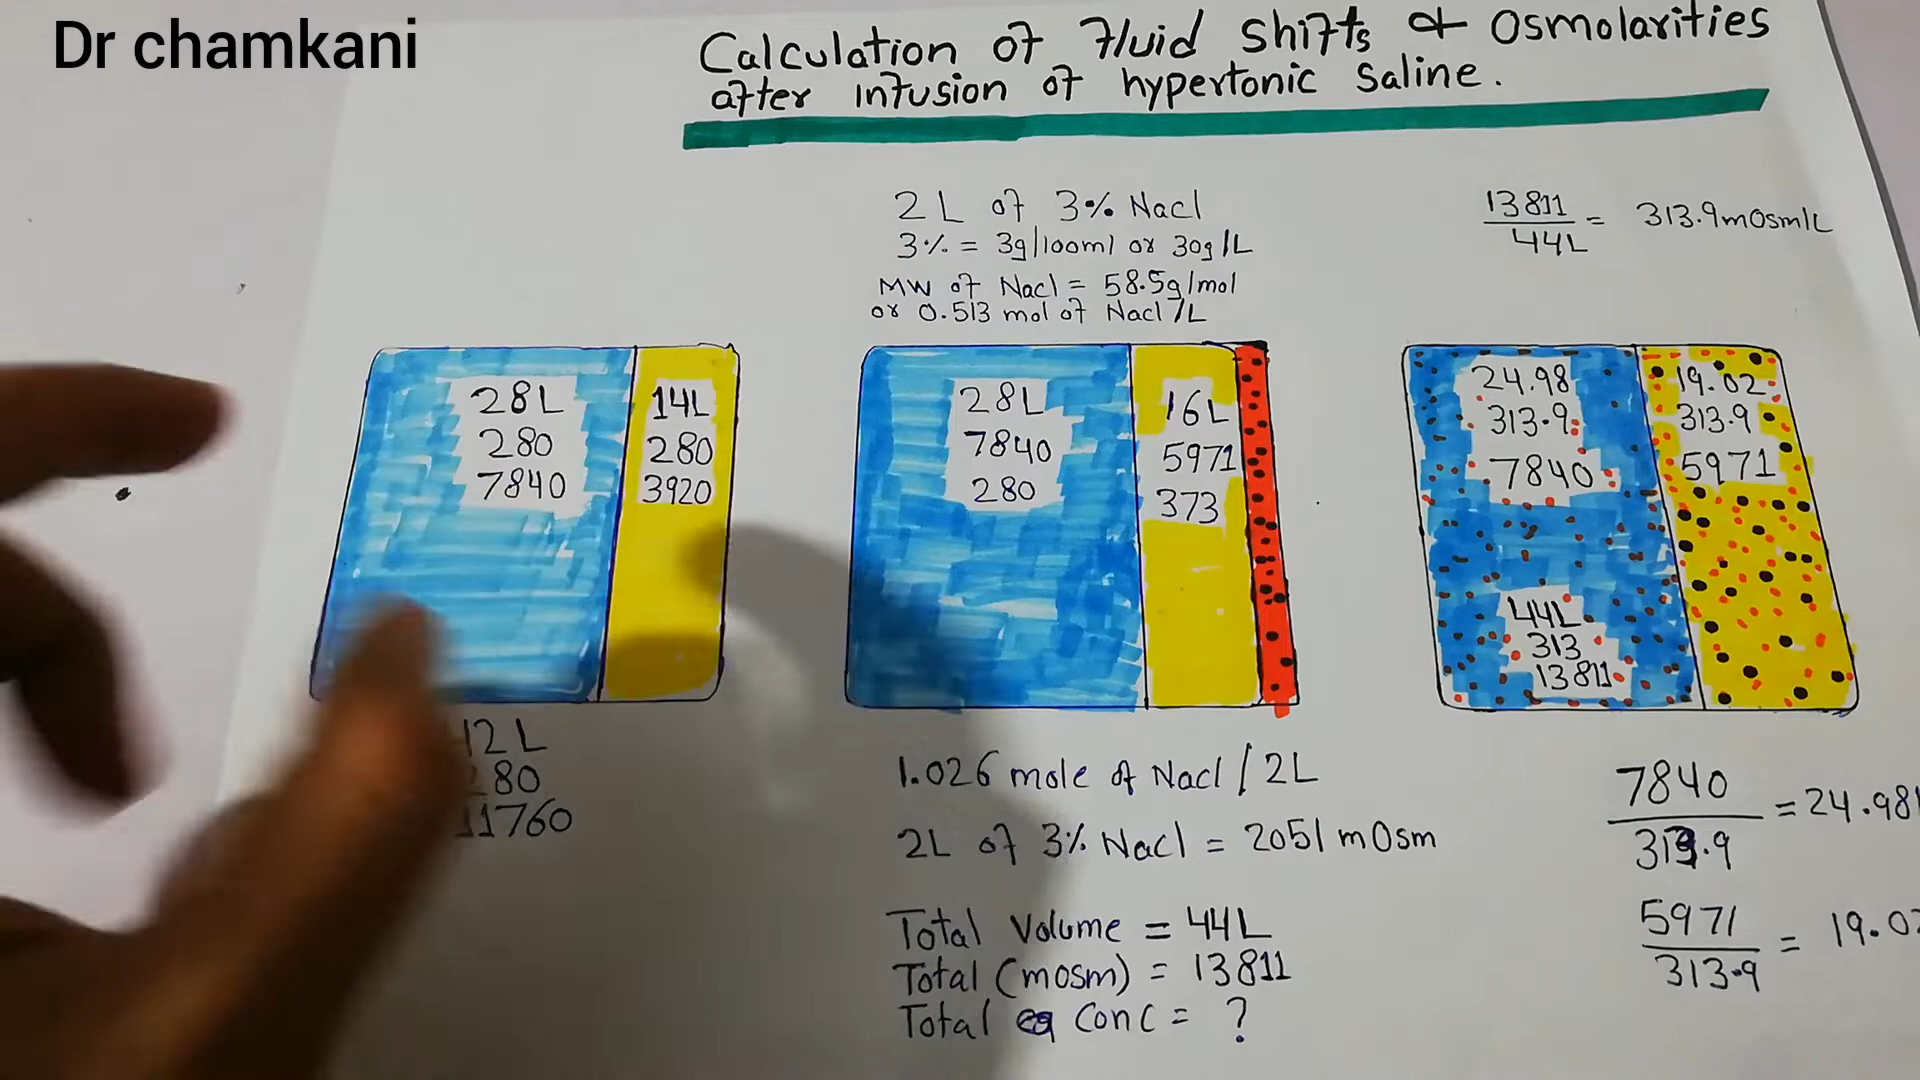 Dr chamkani
Calculation of Fluid Shifts & Osmolarities
after infusion of hypertonic Saline.
2 L of 3% Nacl
3% = 3g/100ml or 30g/L
MW of Nacl = 58.5g/mol
or 0.513 mol of Nacl/L
13811
44L
= 313.9mOsm/L
28L
280
7840
14L
280
3920
28L
7840
280
16L
5971
373
24.98
313.9
7840
19.02
313.9
5971
44L
313
13811
12L
80
11760
1.026 mole of Nacl / 2L
2L of 3% Nacl = 2051 mOsm
Total Volume = 44L
Total (mosm) = 13811
Total Conc = ?
7840
313.9
= 24.98
5971
313.9
= 19.02